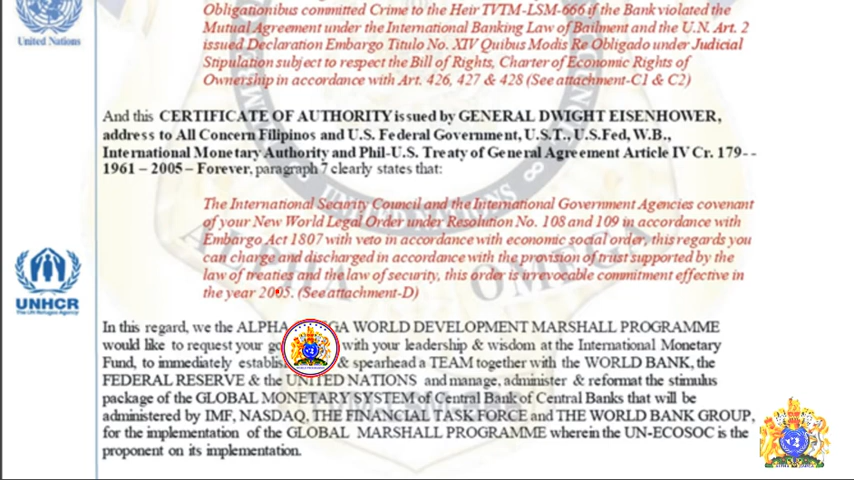 United Nations
Obligationibus committed Crime to the Heir TVTM-LSM-666 if the Bank violated the
Mutual Agreement under the International Banking Law of Bailment and the U.N. Art. 2
issued Declaration Embargo Titulo No. XIV Quibus Modis Re Obligado under Judicial
Stipulation subject to respect the Bill of Rights, Charter of Economic Rights of
Ownership in accordance with Art. 426, 427 & 428 (See attachment-C1 & C2)
And this CERTIFICATE OF AUTHORITY issued by GENERAL DWIGHT EISENHOWER,
address to All Concern Filipinos and U.S. Federal Government, U.S.T., U.S.Fed, W.B.,
International Monetary Authority and Phil-U.S. Treaty of General Agreement Article IV Cr. 179--
1961 – 2005 – Forever, paragraph 7 clearly states that:
The International Security Council and the International Government Agencies covenant
of your New World Legal Order under Resolution No. 108 and 109 in accordance with
Embargo Act 1807 with veto in accordance with economic social order, this regards you
can charge and discharged in accordance with the provision of trust supported by the
law of treaties and the law of security, this order is irrevocable commitment effective in
the year 2005. (See attachment-D)
UNHCR
The UN Refugee Agency
In this regard, we the ALPHA GA WORLD DEVELOPMENT MARSHALL PROGRAMME
would like to request your go with your leadership & wisdom at the International Monetary
Fund, to immediately establis & spearhead a TEAM together with the WORLD BANK, the
FEDERAL RESERVE & the UNITED NATIONS and manage, administer & reformat the stimulus
package of the GLOBAL MONETARY SYSTEM of Central Bank of Central Banks that will be
administered by IMF, NASDAQ, THE FINANCIAL TASK FORCE and THE WORLD BANK GROUP,
for the implementation of the GLOBAL MARSHALL PROGRAMME wherein the UN-ECOSOC is the
proponent on its implementation.
UNITED NATIONS
ALPHA OMEGA